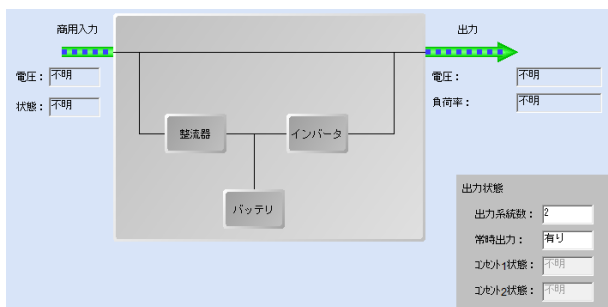 商用入力
出力
電圧： 不明
電圧： 不明
状態： 不明
負荷率： 不明
整流器
インバータ
バッテリ
出力状態
出力系統数： 2
常時出力： 有り
コンセント1状態： 不明
コンセント2状態： 不明